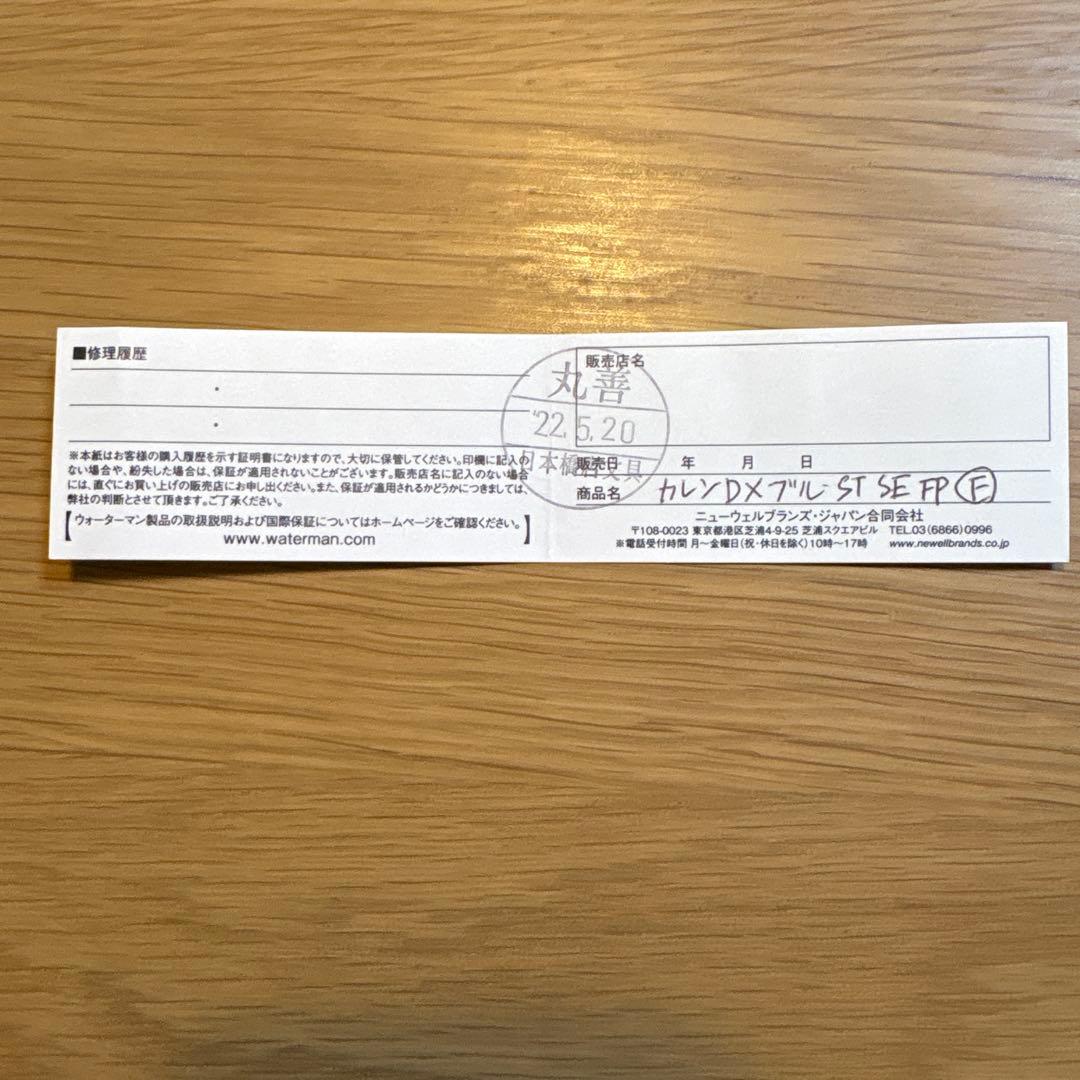 ■修理履歴
※本紙はお客様の購入履歴を示す証明書になりますので、大切に保管してください。印欄に記入の
ない場合や、紛失した場合は、保証が適用されないことがございます。販売店名に記入のない場合
には、直ぐにお買い上げの販売店にお申し出ください。また、保証が適用されるかどうかにつきましては、
弊社の判断とさせて頂きます。ご了承ください。
【ウォーターマン製品の取扱説明および国際保証についてはホームページをご確認ください。
www.waterman.com】
販売店名
丸善
'22.5.20
日本橋店文具
販売日 年 月 日
商品名 カレンDXブルーST SE FP Ⓕ
ニューウェルブランズ・ジャパン合同会社
〒108-0023 東京都港区芝浦4-9-25 芝浦スクエアビル TEL.03(6866)0996
※電話受付時間 月～金曜日(祝・休日を除く)10時～17時 www.newellbrands.co.jp